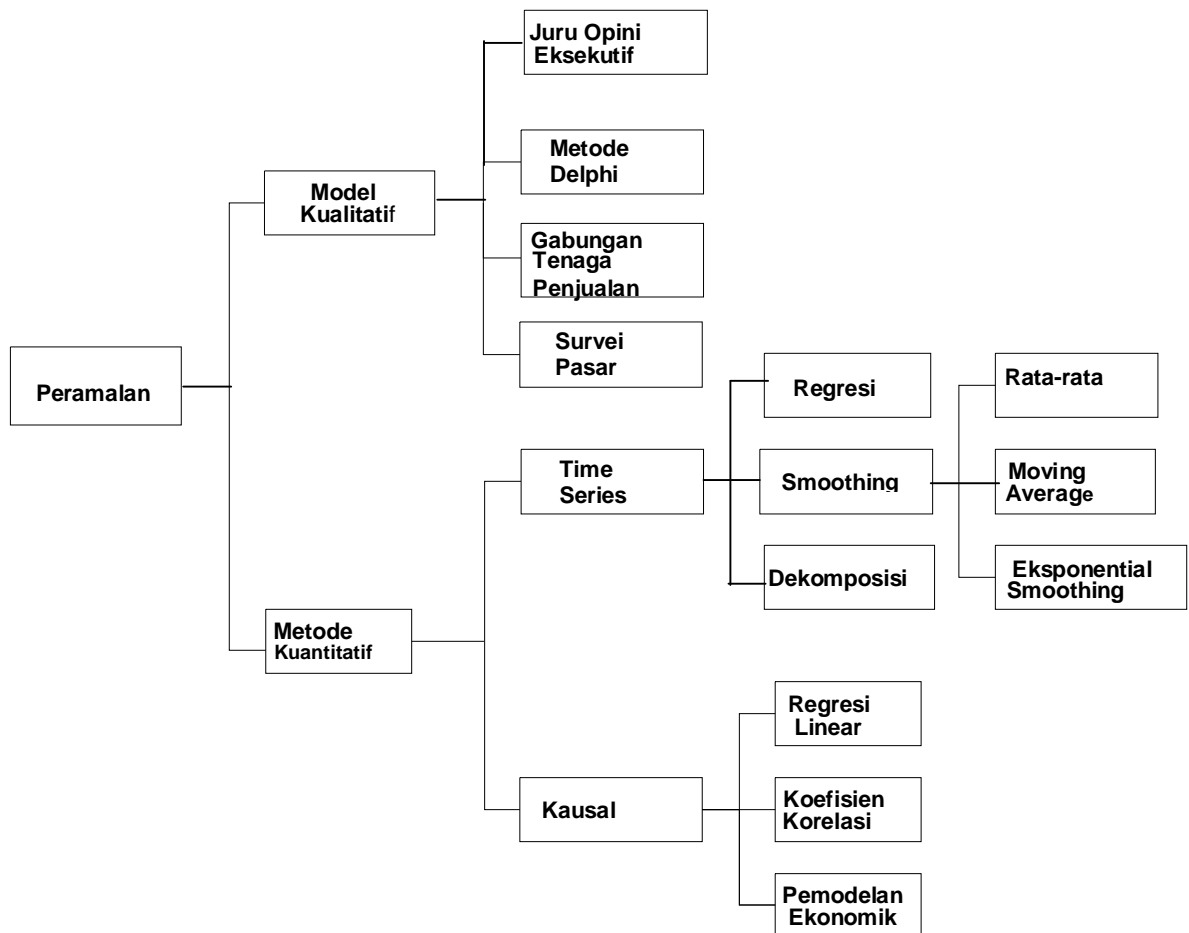 Juru Opini
Eksekutif
Metode
Delphi
Model
Kualitatif
Gabungan
Tenaga
Penjualan
Survei
Pasar
Peramalan
Regresi
Rata-rata
Time
Series
Smoothing
Moving
Average
Dekomposisi
Eksponential
Smoothing
Metode
Kuantitatif
Regresi
Linear
Kausal
Koefisien
Korelasi
Pemodelan
Ekonomik